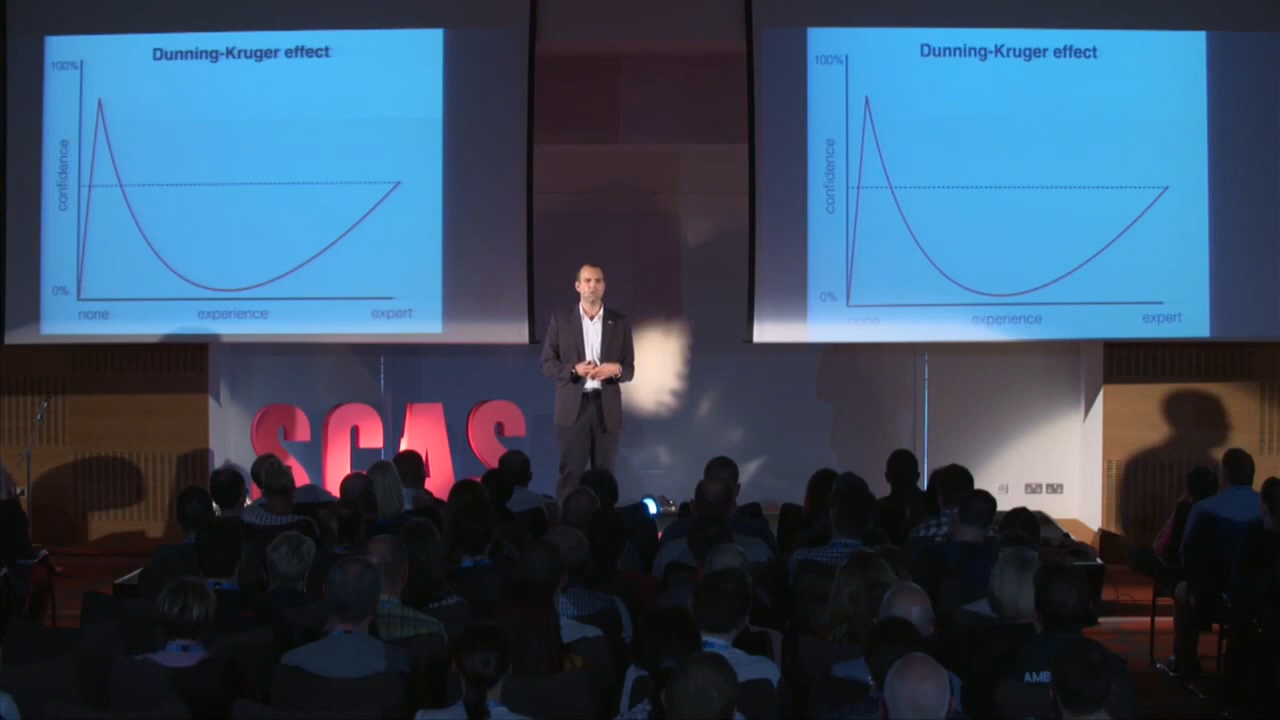 Dunning-Kruger effect
100%
confidence
0%
none experience expert
Dunning-Kruger effect
100%
confidence
0%
none experience expert
SCAS
AMB